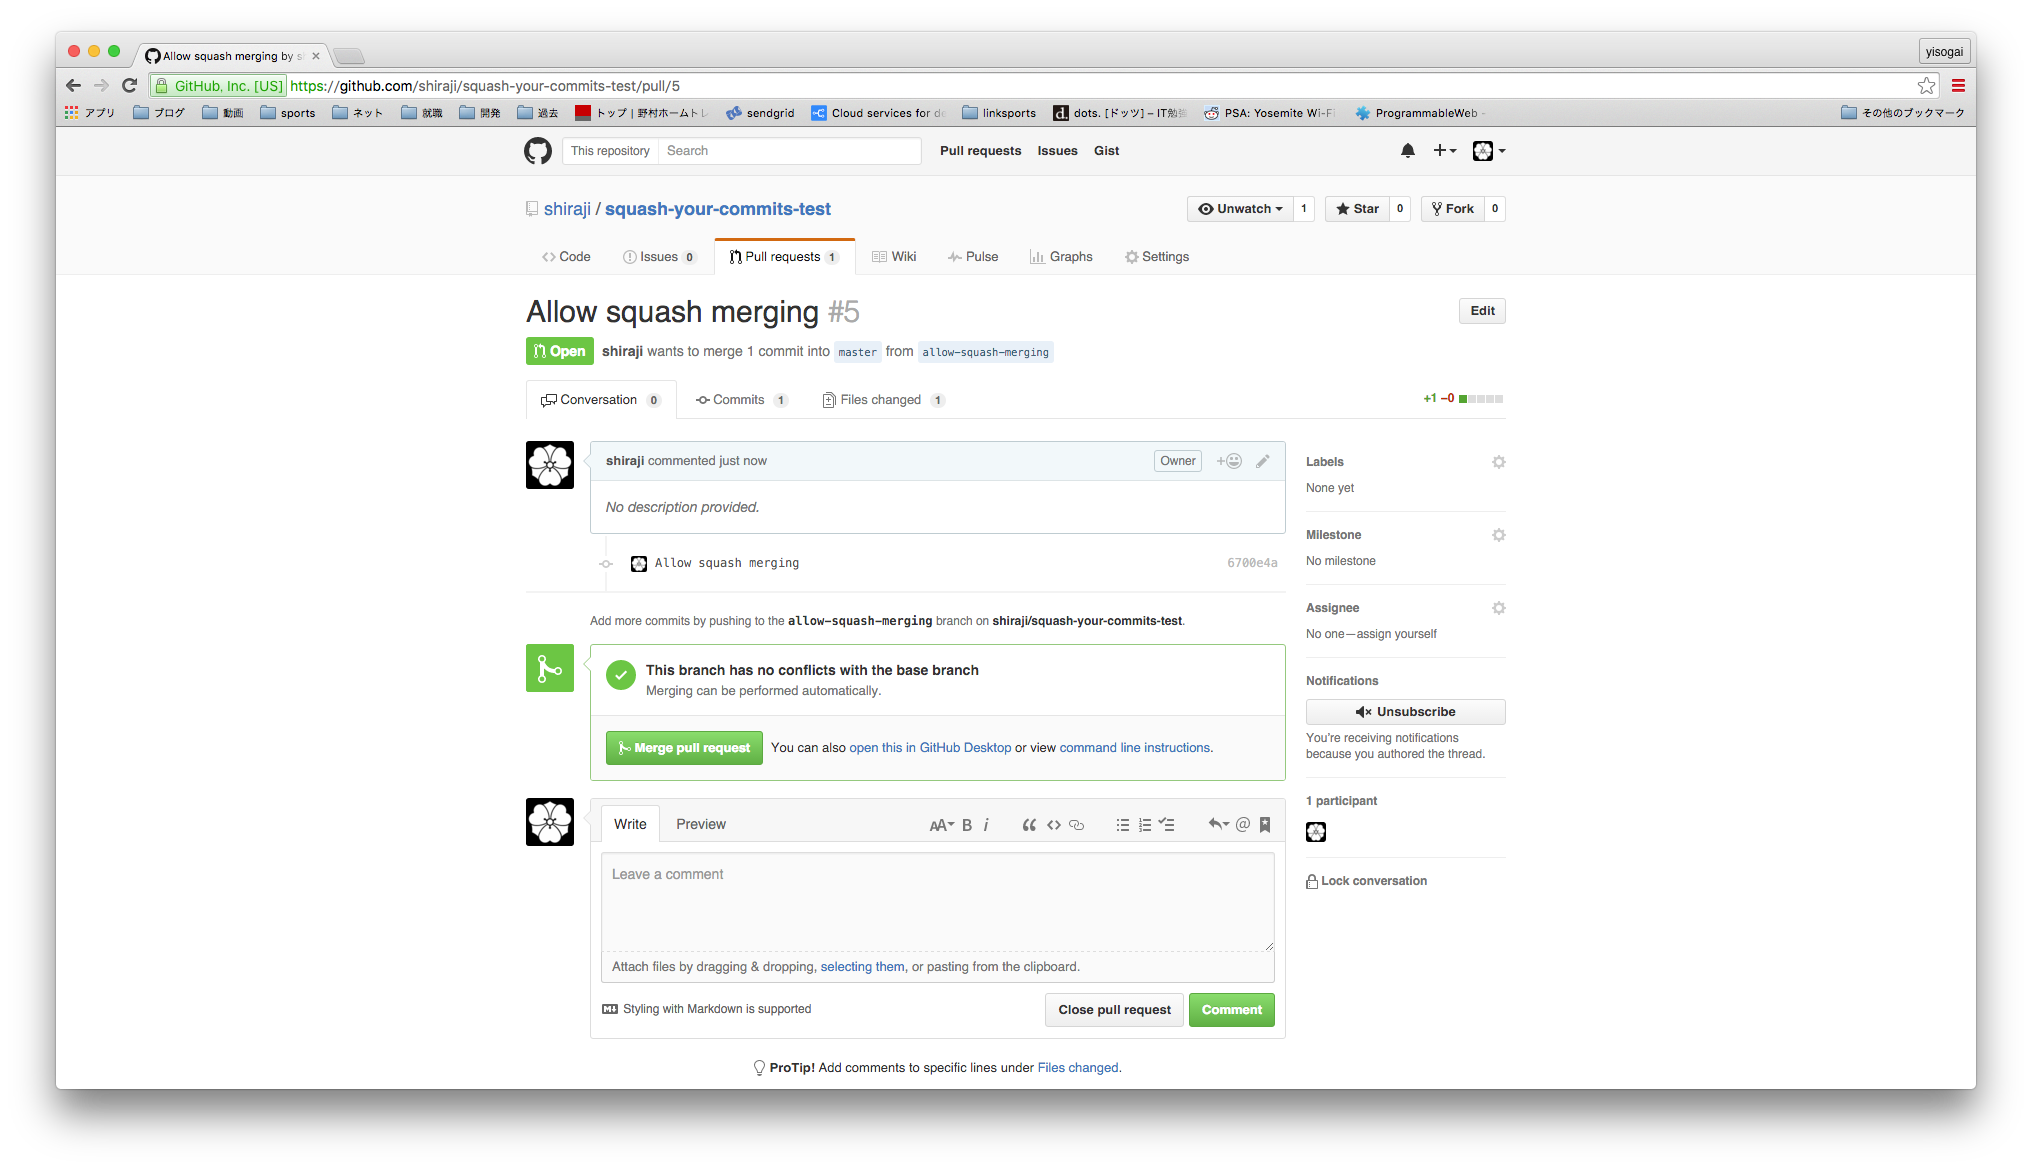 Allow squash merging by s
yisogai
GitHub, Inc. [US] https://github.com/shiraji/squash-your-commits-test/pull/5
アプリ ブログ 動画 sports ネット 就職 開発 過去 トップ | 野村ホームトレ sendgrid Cloud services for de linksports dots. [ドッツ] – IT勉強 PSA: Yosemite Wi-Fi ProgrammableWeb - その他のブックマーク
This repository Search Pull requests Issues Gist
shiraji / squash-your-commits-test Unwatch 1 Star 0 Fork 0
Code Issues 0 Pull requests 1 Wiki Pulse Graphs Settings
Allow squash merging #5 Edit
Open shiraji wants to merge 1 commit into master from allow-squash-merging
Conversation 0 Commits 1 Files changed 1 +1 −0
shiraji commented just now Owner
No description provided.
Allow squash merging 6700e4a
Add more commits by pushing to the allow-squash-merging branch on shiraji/squash-your-commits-test.
This branch has no conflicts with the base branch
Merging can be performed automatically.
Merge pull request You can also open this in GitHub Desktop or view command line instructions.
Write Preview AA B i @
Leave a comment
Attach files by dragging & dropping, selecting them, or pasting from the clipboard.
Styling with Markdown is supported
Close pull request Comment
ProTip! Add comments to specific lines under Files changed.
Labels
None yet
Milestone
No milestone
Assignee
No one—assign yourself
Notifications
Unsubscribe
You're receiving notifications
because you authored the thread.
1 participant
Lock conversation